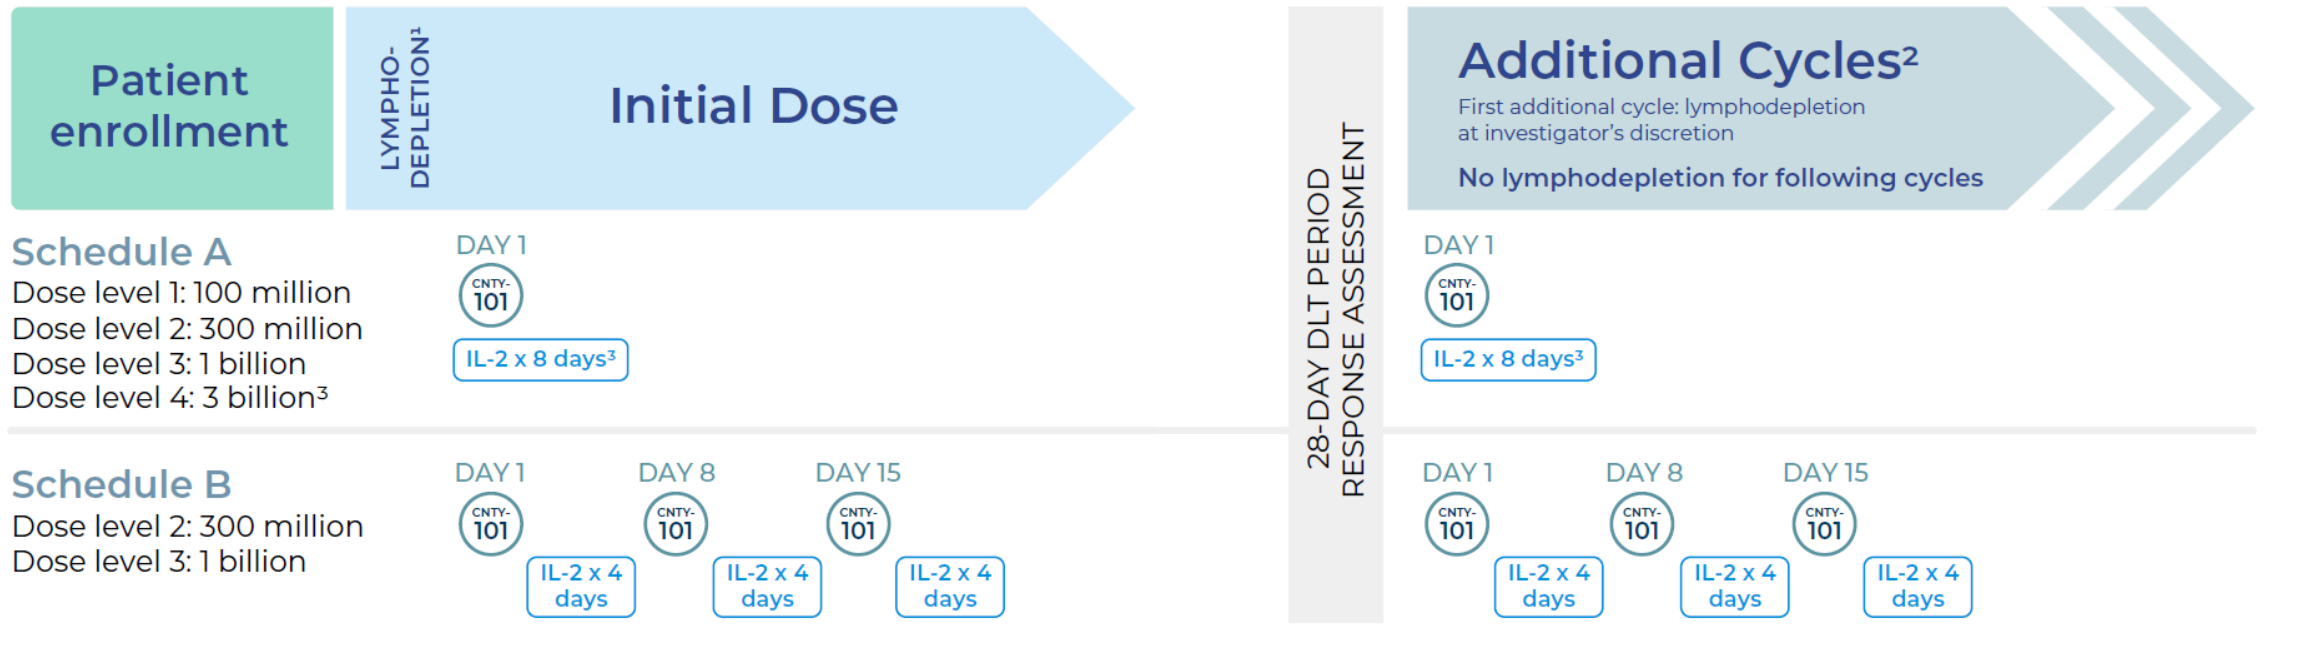 Patient
enrollment
LYMPHO-
DEPLETION¹
Initial Dose
28-DAY DLT PERIOD
RESPONSE ASSESSMENT
Additional Cycles²
First additional cycle: lymphodepletion
at investigator's discretion
No lymphodepletion for following cycles
Schedule A
Dose level 1: 100 million
Dose level 2: 300 million
Dose level 3: 1 billion
Dose level 4: 3 billion³
DAY 1
CNTY-
101
IL-2 x 8 days³
DAY 1
CNTY-
101
IL-2 x 8 days³
Schedule B
Dose level 2: 300 million
Dose level 3: 1 billion
DAY 1
CNTY-
101
IL-2 x 4
days
DAY 8
CNTY-
101
IL-2 x 4
days
DAY 15
CNTY-
101
IL-2 x 4
days
DAY 1
CNTY-
101
IL-2 x 4
days
DAY 8
CNTY-
101
IL-2 x 4
days
DAY 15
CNTY-
101
IL-2 x 4
days